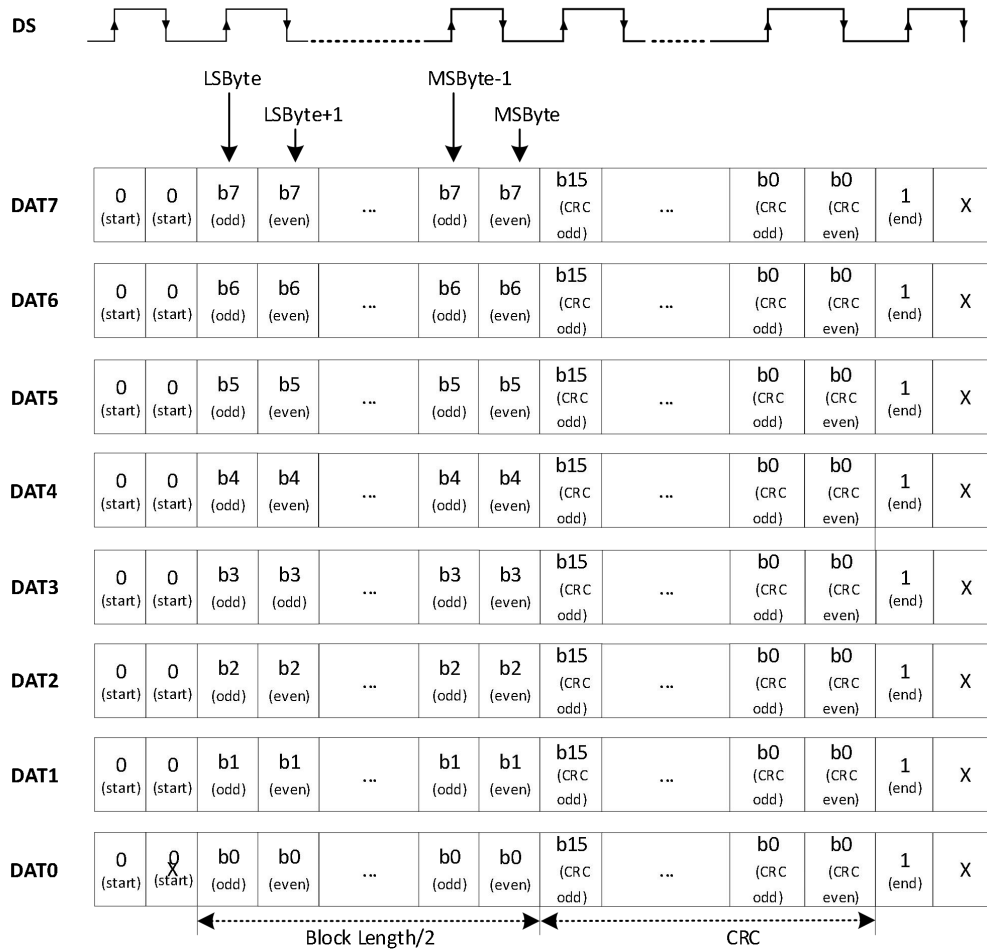 DS
LSByte
MSByte-1
LSByte+1
MSByte
DAT7 0 0 b7 b7 ... b7 b7 b15 ... b0 b0 1 X
(start) (start) (odd) (even) (odd) (even) (CRC (CRC (CRC (end)
odd) odd) even)
DAT6 0 0 b6 b6 ... b6 b6 b15 ... b0 b0 1 X
(start) (start) (odd) (even) (odd) (even) (CRC (CRC (CRC (end)
odd) odd) even)
DAT5 0 0 b5 b5 ... b5 b5 b15 ... b0 b0 1 X
(start) (start) (odd) (even) (odd) (even) (CRC (CRC (CRC (end)
odd) odd) even)
DAT4 0 0 b4 b4 ... b4 b4 b15 ... b0 b0 1 X
(start) (start) (odd) (even) (odd) (even) (CRC (CRC (CRC (end)
odd) odd) even)
DAT3 0 0 b3 b3 ... b3 b3 b15 ... b0 b0 1 X
(start) (start) (odd) (odd) (odd) (even) (CRC (CRC (CRC (end)
odd) odd) even)
DAT2 0 0 b2 b2 ... b2 b2 b15 ... b0 b0 1 X
(start) (start) (odd) (even) (odd) (even) (CRC (CRC (CRC (end)
odd) odd) even)
DAT1 0 0 b1 b1 ... b1 b1 b15 ... b0 b0 1 X
(start) (start) (odd) (even) (odd) (even) (CRC (CRC (CRC (end)
odd) odd) even)
DAT0 0 0 X b0 b0 ... b0 b0 b15 ... b0 b0 1 X
(start) (start) (odd) (even) (odd) (even) (CRC (CRC (CRC (end)
odd) odd) even)
Block Length/2 CRC